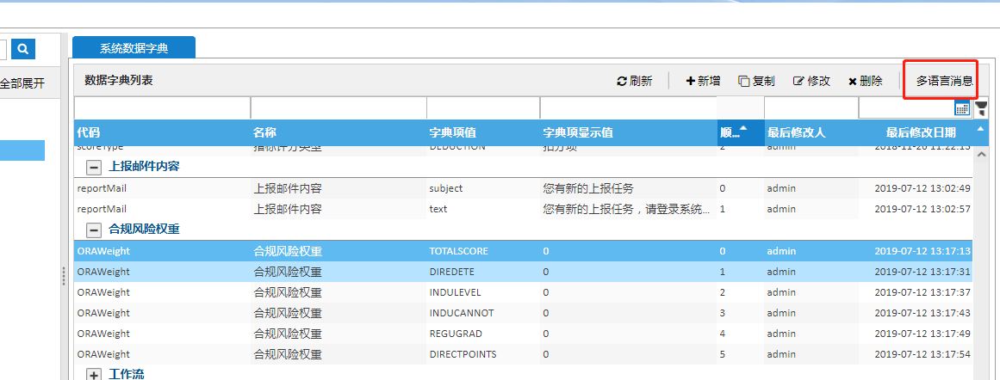 系统数据字典
全部展开
数据字典列表 刷新 新增 复制 修改 删除 多语言消息
代码 名称 字典项值 字典项显示值 顺... 最后修改人 最后修改日期
scoreType 指标评分类型 DEDUCTION 扣分项 2 admin 2018-11-26 11:22:13
上报邮件内容
reportMail 上报邮件内容 subject 您有新的上报任务 0 admin 2019-07-12 13:02:49
reportMail 上报邮件内容 text 您有新的上报任务，请登录系统... 1 admin 2019-07-12 13:02:57
合规风险权重
ORAWeight 合规风险权重 TOTALSCORE 0 0 admin 2019-07-12 13:17:13
ORAWeight 合规风险权重 DIREDETE 0 1 admin 2019-07-12 13:17:31
ORAWeight 合规风险权重 INDULEVEL 0 2 admin 2019-07-12 13:17:37
ORAWeight 合规风险权重 INDUCANNOT 0 3 admin 2019-07-12 13:17:43
ORAWeight 合规风险权重 REGUGRAD 0 4 admin 2019-07-12 13:17:49
ORAWeight 合规风险权重 DIRECTPOINTS 0 5 admin 2019-07-12 13:17:54
工作流